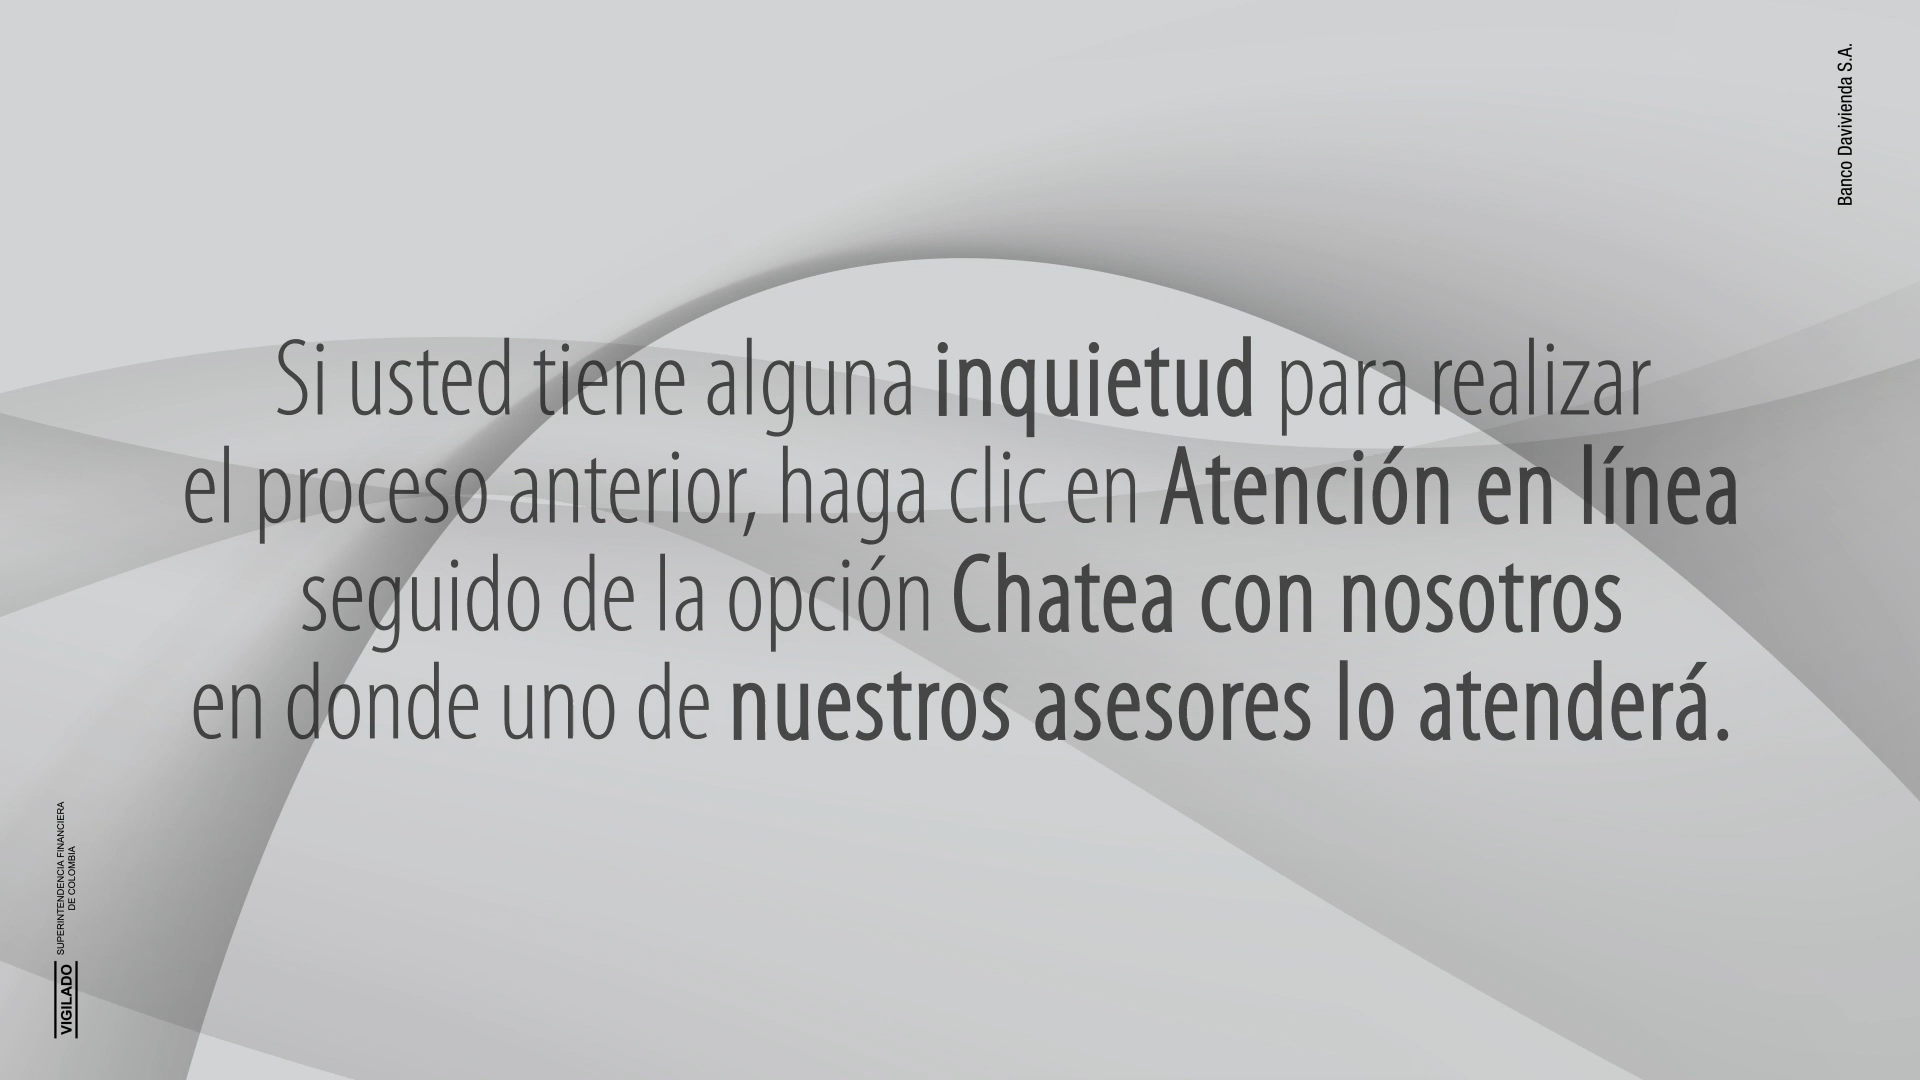 Banco Davivienda S.A.
Si usted tiene alguna inquietud para realizar
el proceso anterior, haga clic en Atención en línea
seguido de la opción Chatea con nosotros
en donde uno de nuestros asesores lo atenderá.
VIGILADO SUPERINTENDENCIA FINANCIERA
DE COLOMBIA